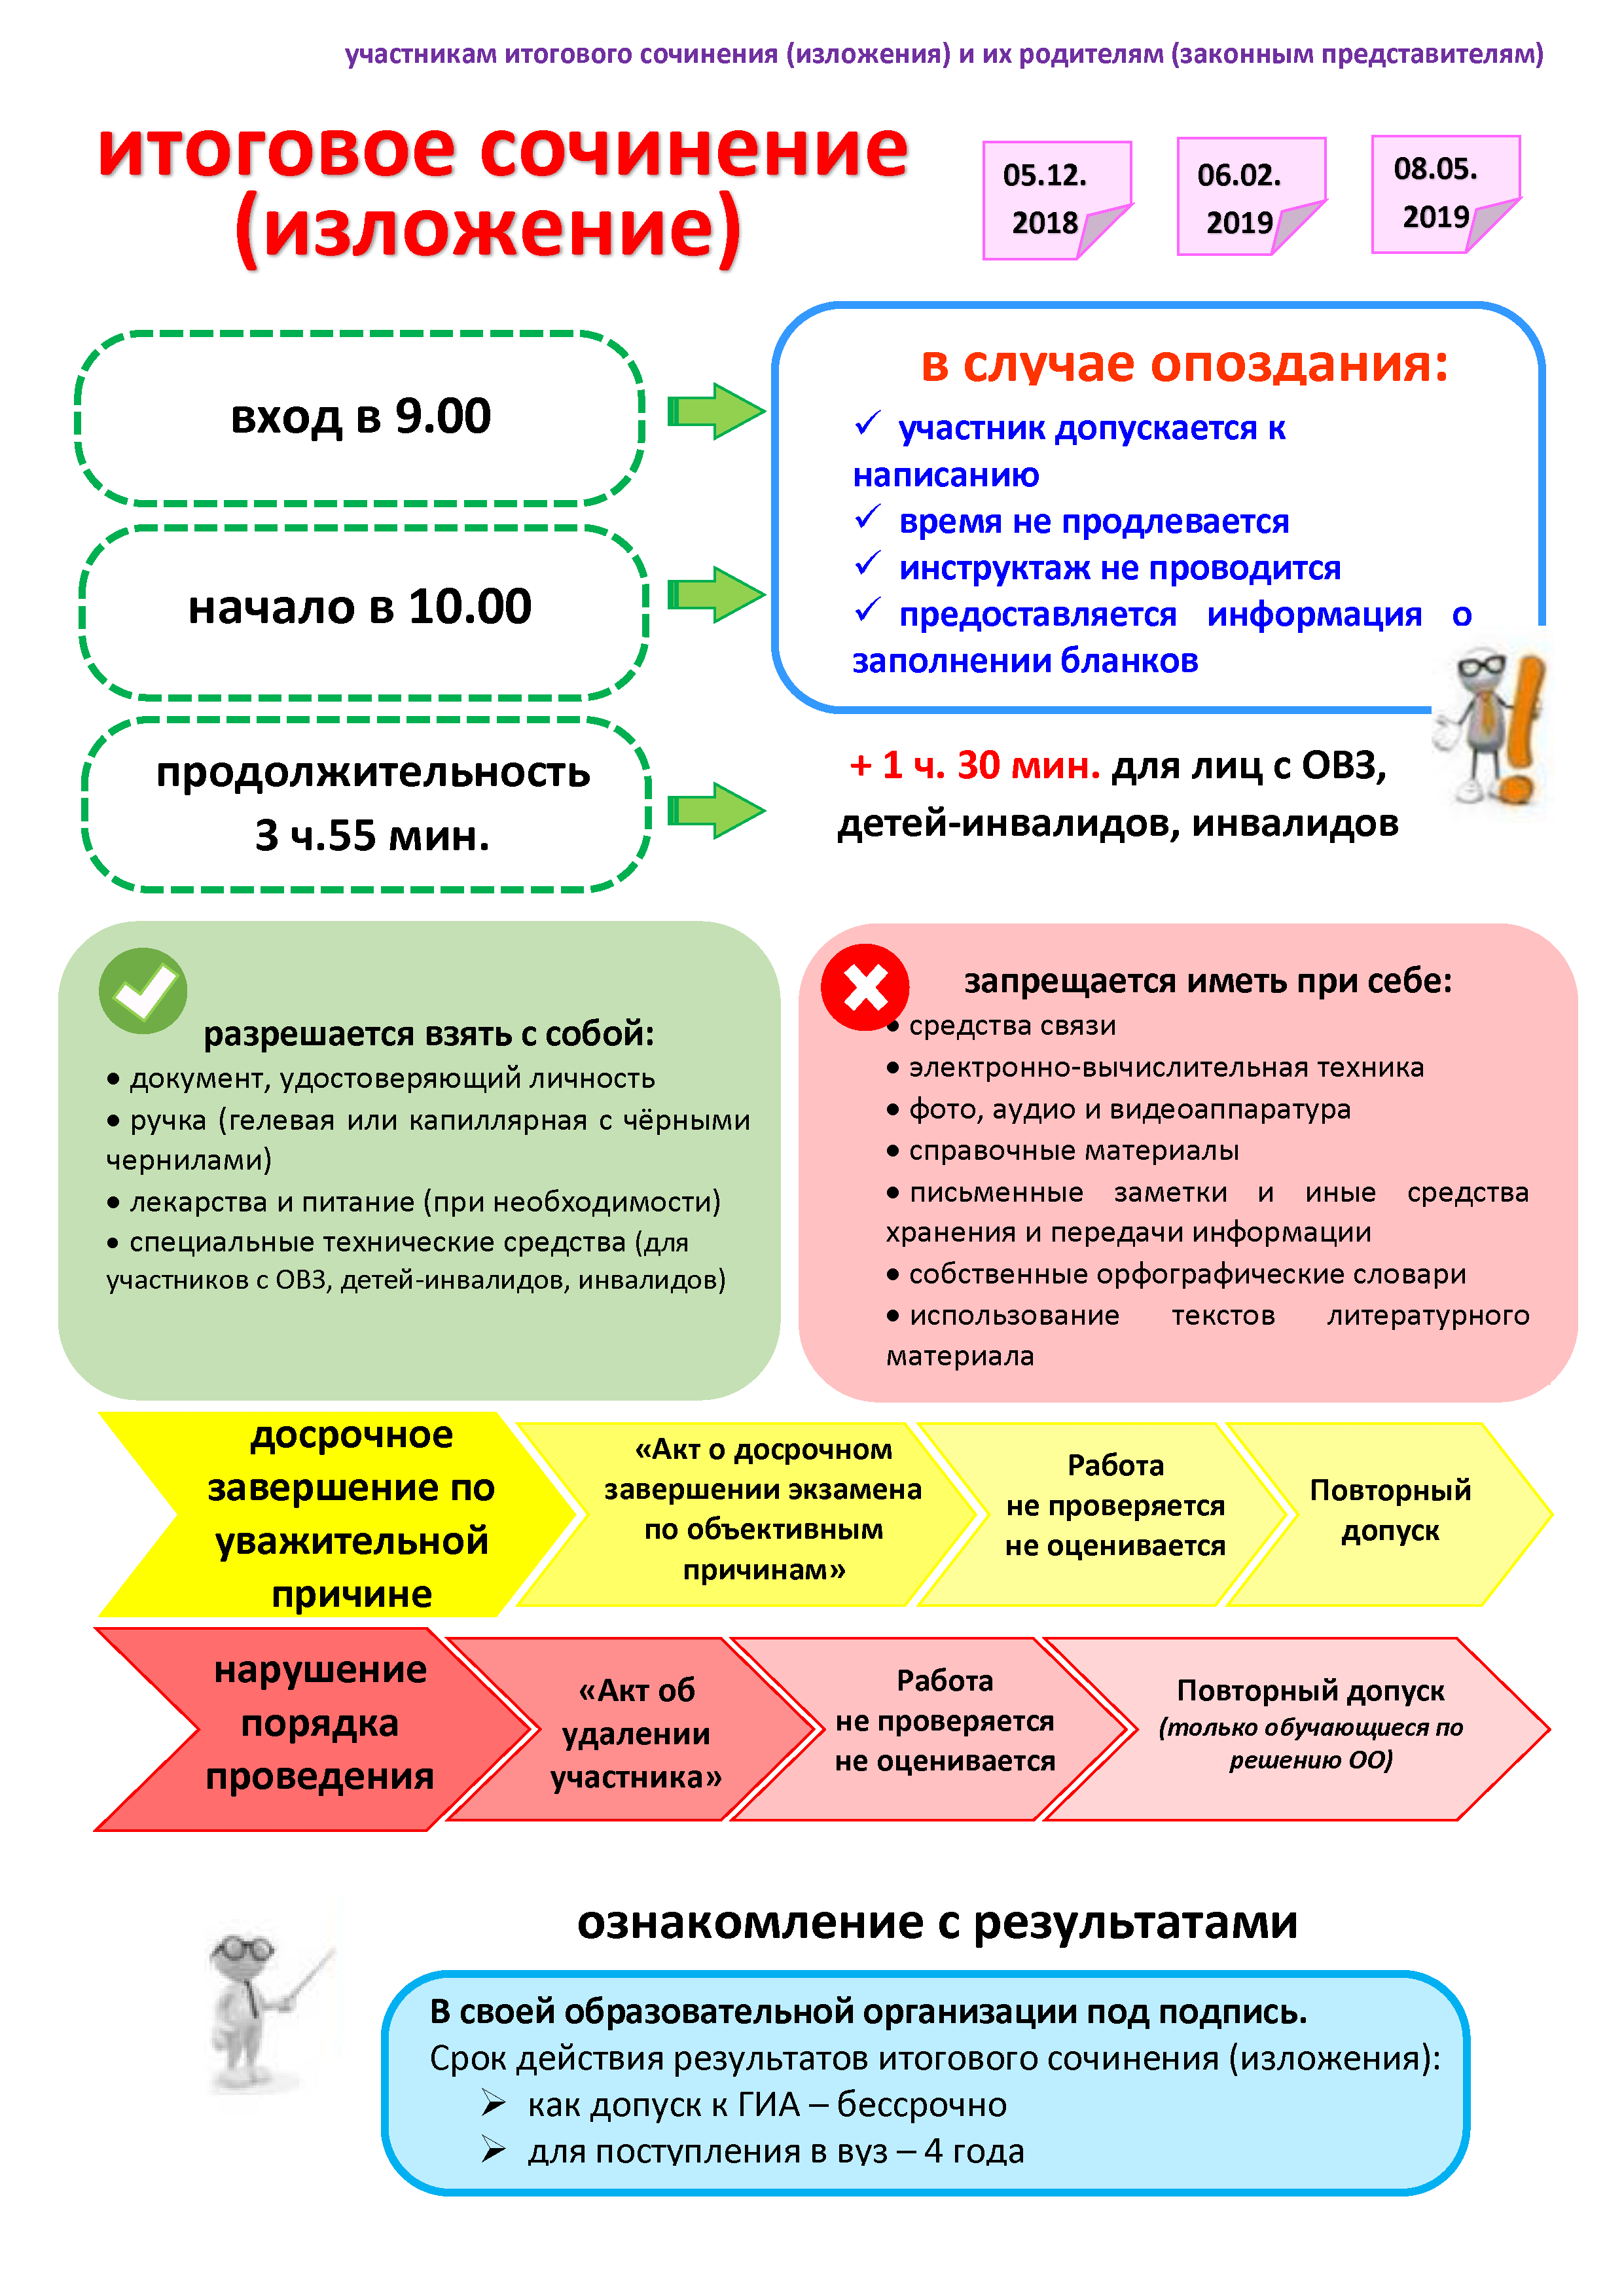 участникам итогового сочинения (изложения) и их родителям (законным представителям)
итоговое сочинение
(изложение)
05.12.
2018
06.02.
2019
08.05.
2019
вход в 9.00
начало в 10.00
продолжительность
3 ч.55 мин.
в случае опоздания:
✓ участник допускается к
написанию
✓ время не продлевается
✓ инструктаж не проводится
✓ предоставляется информация о
заполнении бланков
+ 1 ч. 30 мин. для лиц с ОВЗ,
детей-инвалидов, инвалидов
разрешается взять с собой:
• документ, удостоверяющий личность
• ручка (гелевая или капиллярная с чёрными
чернилами)
• лекарства и питание (при необходимости)
• специальные технические средства (для
участников с ОВЗ, детей-инвалидов, инвалидов)
запрещается иметь при себе:
• средства связи
• электронно-вычислительная техника
• фото, аудио и видеоаппаратура
• справочные материалы
• письменные заметки и иные средства
хранения и передачи информации
• собственные орфографические словари
• использование текстов литературного
материала
досрочное
завершение по
уважительной
причине
«Акт о досрочном
завершении экзамена
по объективным
причинам»
Работа
не проверяется
не оценивается
Повторный
допуск
нарушение
порядка
проведения
«Акт об
удалении
участника»
Работа
не проверяется
не оценивается
Повторный допуск
(только обучающиеся по
решению ОО)
ознакомление с результатами
В своей образовательной организации под подпись.
Срок действия результатов итогового сочинения (изложения):
➢ как допуск к ГИА – бессрочно
➢ для поступления в вуз – 4 года